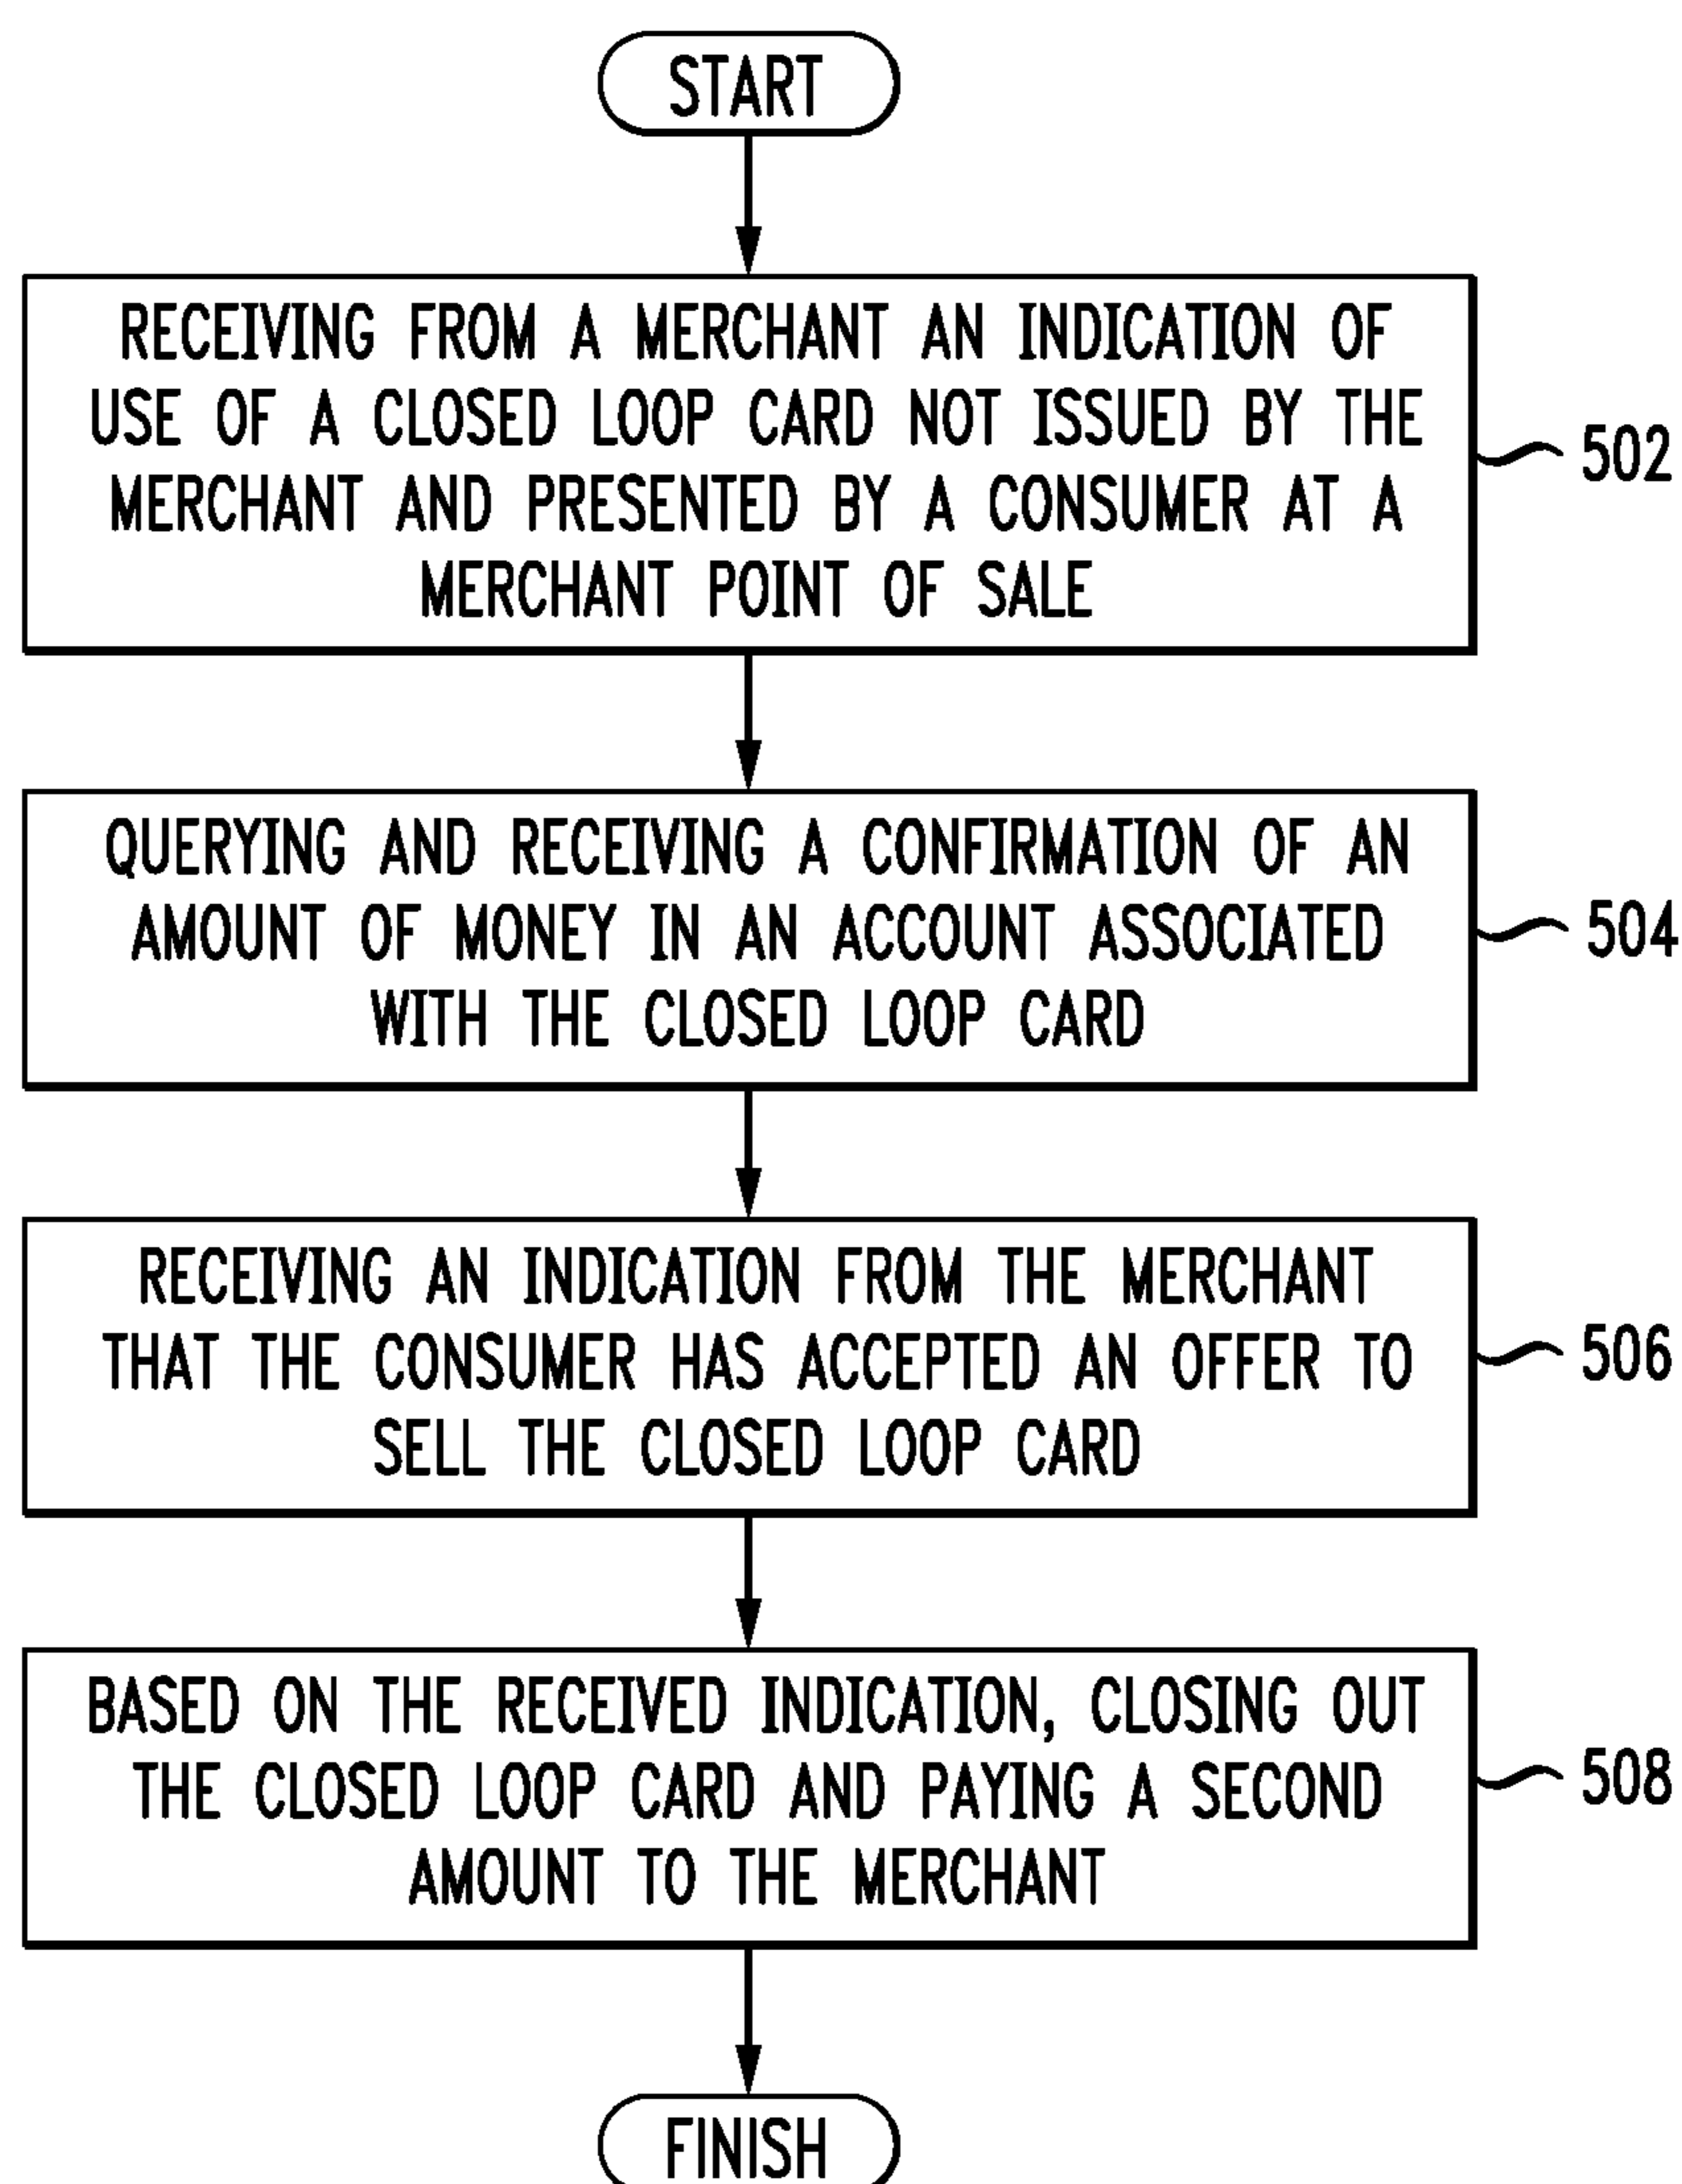 START
RECEIVING FROM A MERCHANT AN INDICATION OF
USE OF A CLOSED LOOP CARD NOT ISSUED BY THE
MERCHANT AND PRESENTED BY A CONSUMER AT A
MERCHANT POINT OF SALE
502
QUERYING AND RECEIVING A CONFIRMATION OF AN
AMOUNT OF MONEY IN AN ACCOUNT ASSOCIATED
WITH THE CLOSED LOOP CARD
504
RECEIVING AN INDICATION FROM THE MERCHANT
THAT THE CONSUMER HAS ACCEPTED AN OFFER TO
SELL THE CLOSED LOOP CARD
506
BASED ON THE RECEIVED INDICATION, CLOSING OUT
THE CLOSED LOOP CARD AND PAYING A SECOND
AMOUNT TO THE MERCHANT
508
FINISH